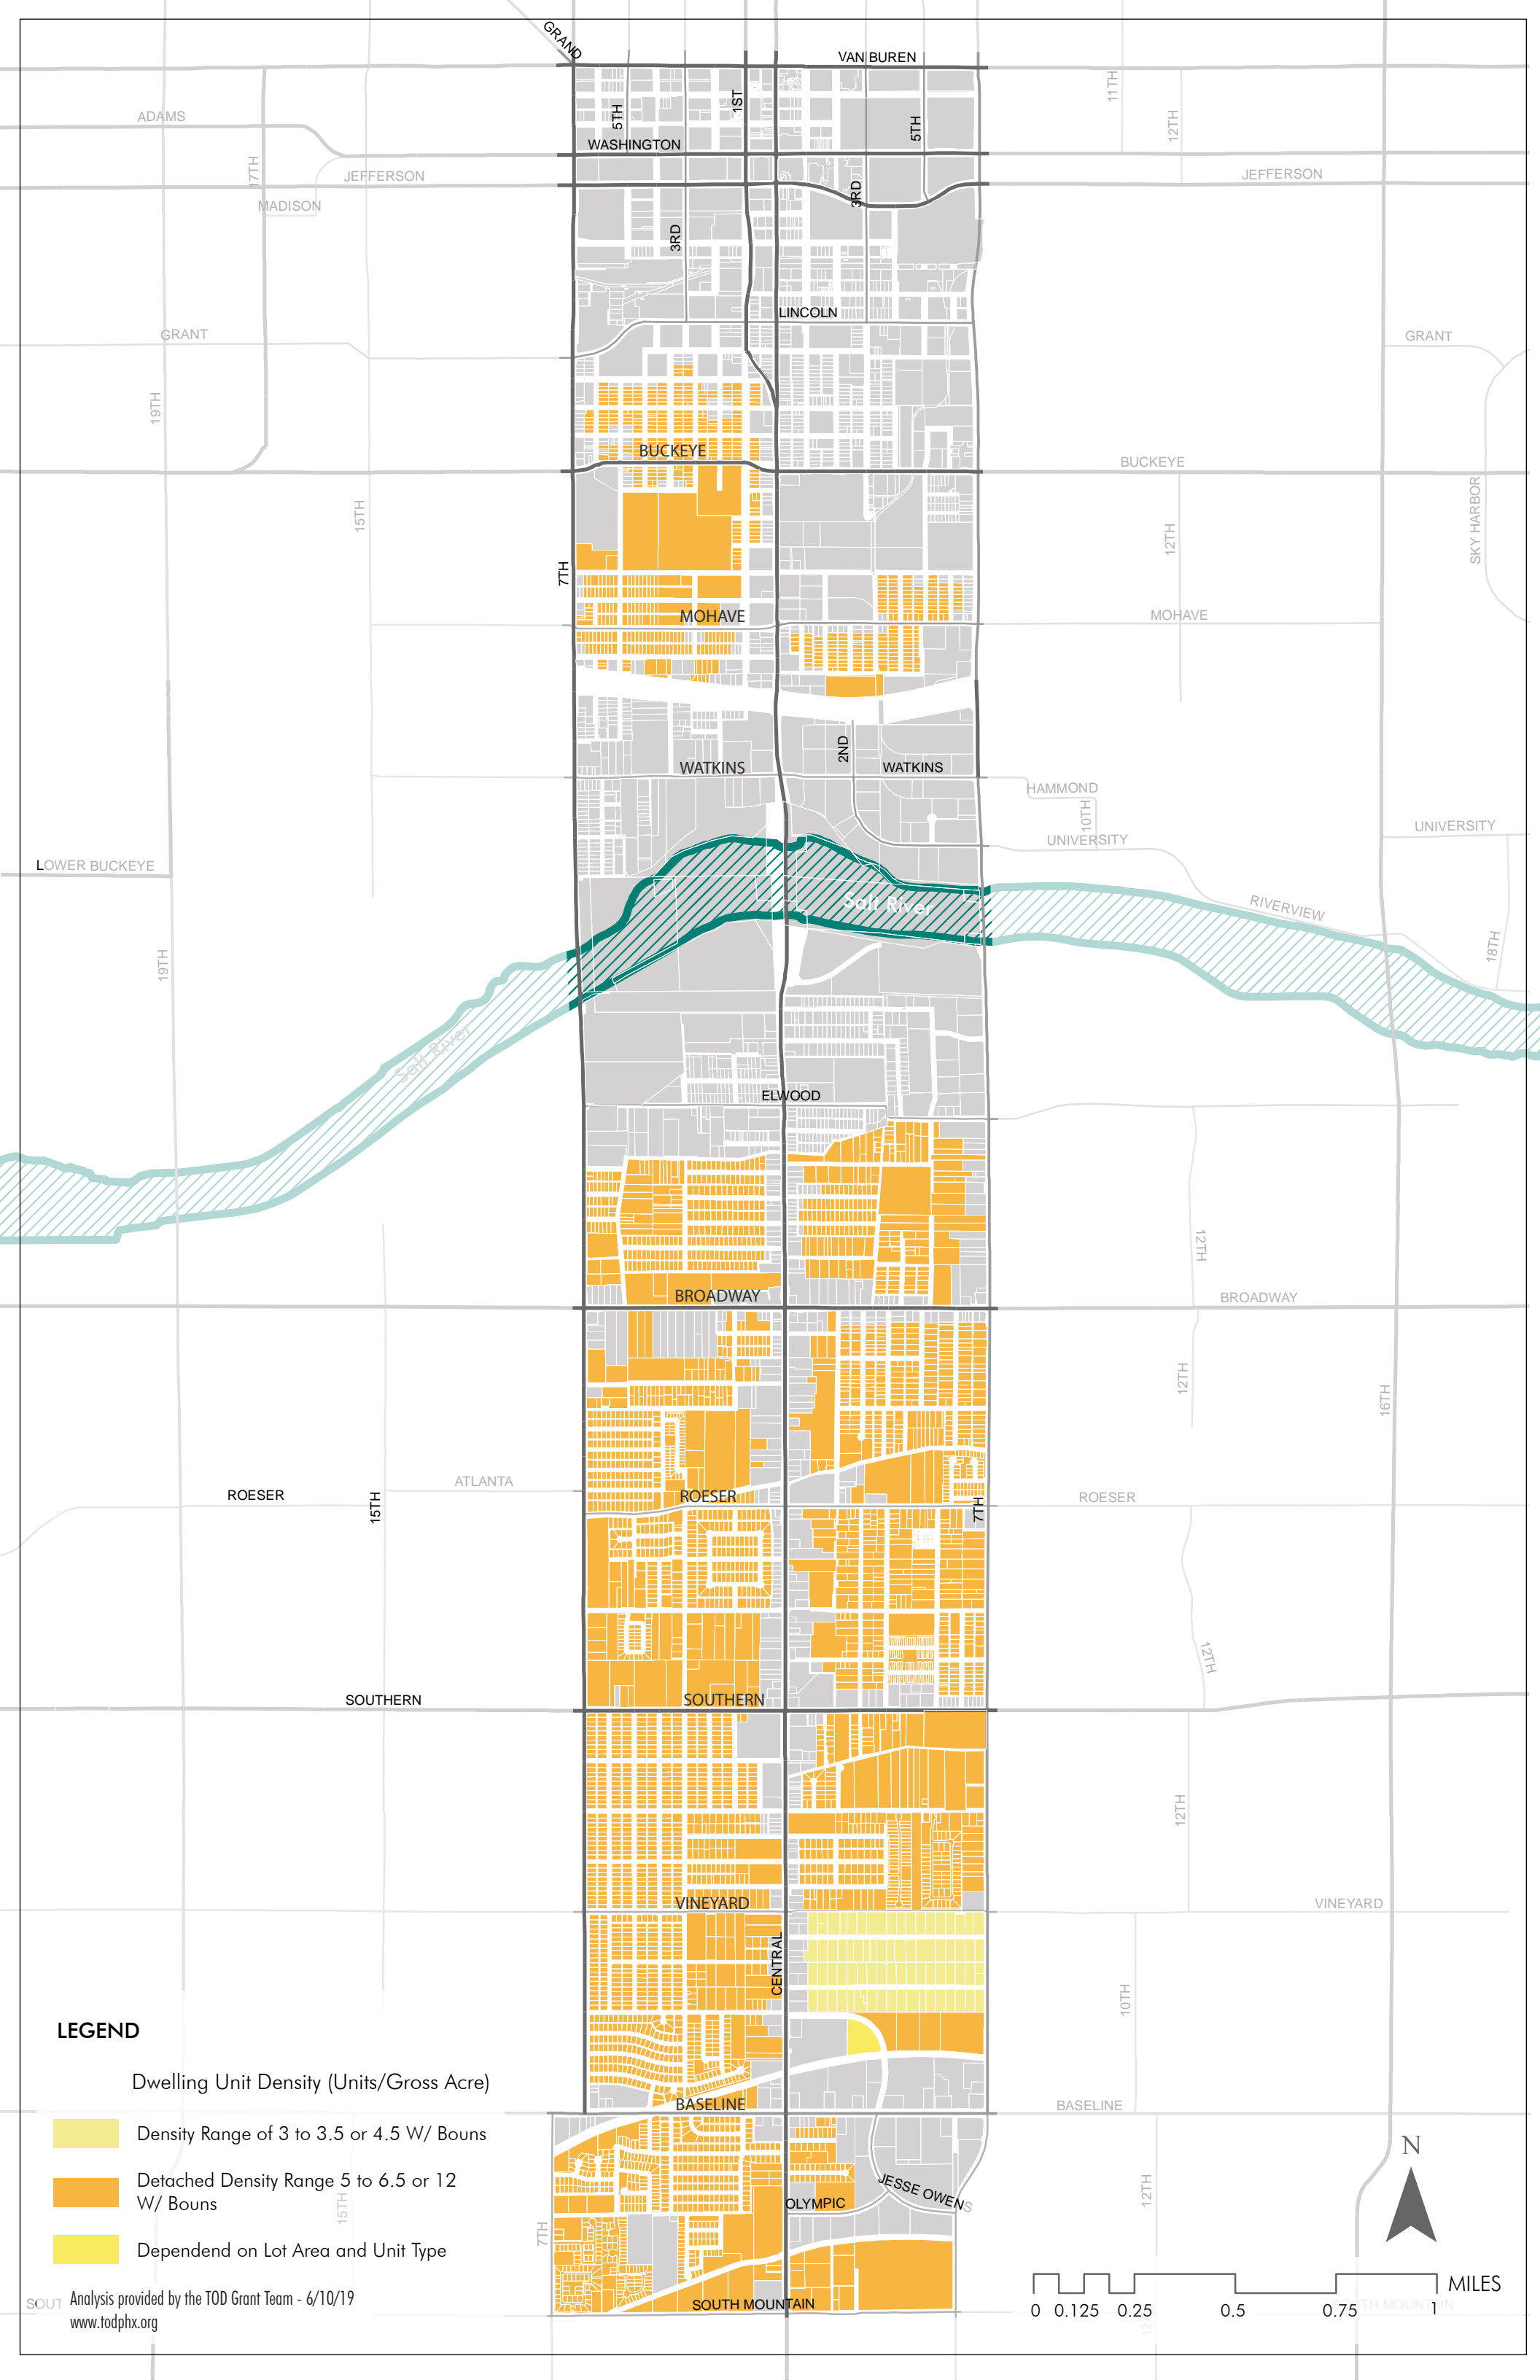 GRAND
VAN BUREN
11TH
12TH
ADAMS
5TH
1ST
5TH
WASHINGTON
17TH
JEFFERSON
JEFFERSON
MADISON
3RD
3RD
LINCOLN
GRANT
GRANT
19TH
BUCKEYE
BUCKEYE
15TH
12TH
SKY HARBOR
7TH
MOHAVE
MOHAVE
2ND
WATKINS
WATKINS
HAMMOND
10TH
UNIVERSITY
UNIVERSITY
LOWER BUCKEYE
Salt River
RIVERVIEW
18TH
19TH
Salt River
ELWOOD
12TH
BROADWAY
BROADWAY
12TH
16TH
ATLANTA
ROESER
ROESER
ROESER
15TH
7TH
12TH
SOUTHERN
SOUTHERN
12TH
VINEYARD
VINEYARD
CENTRAL
10TH
LEGEND
Dwelling Unit Density (Units/Gross Acre)
BASELINE
BASELINE
Density Range of 3 to 3.5 or 4.5 W/ Bouns
Detached Density Range 5 to 6.5 or 12
W/ Bouns
15TH
12TH
N
JESSE OWENS
OLYMPIC
7TH
Dependend on Lot Area and Unit Type
MILES
Analysis provided by the TOD Grant Team - 6/10/19
www.todphx.org
SOUT
SOUTH MOUNTAIN
0 0.125 0.25 0.5 0.75 1